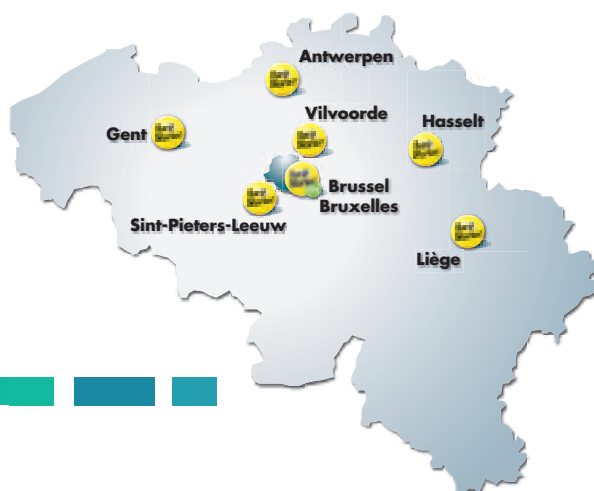 Antwerpen
Vilvoorde
Hasselt
Gent
Brussel
Bruxelles
Sint-Pieters-Leeuw
Liège